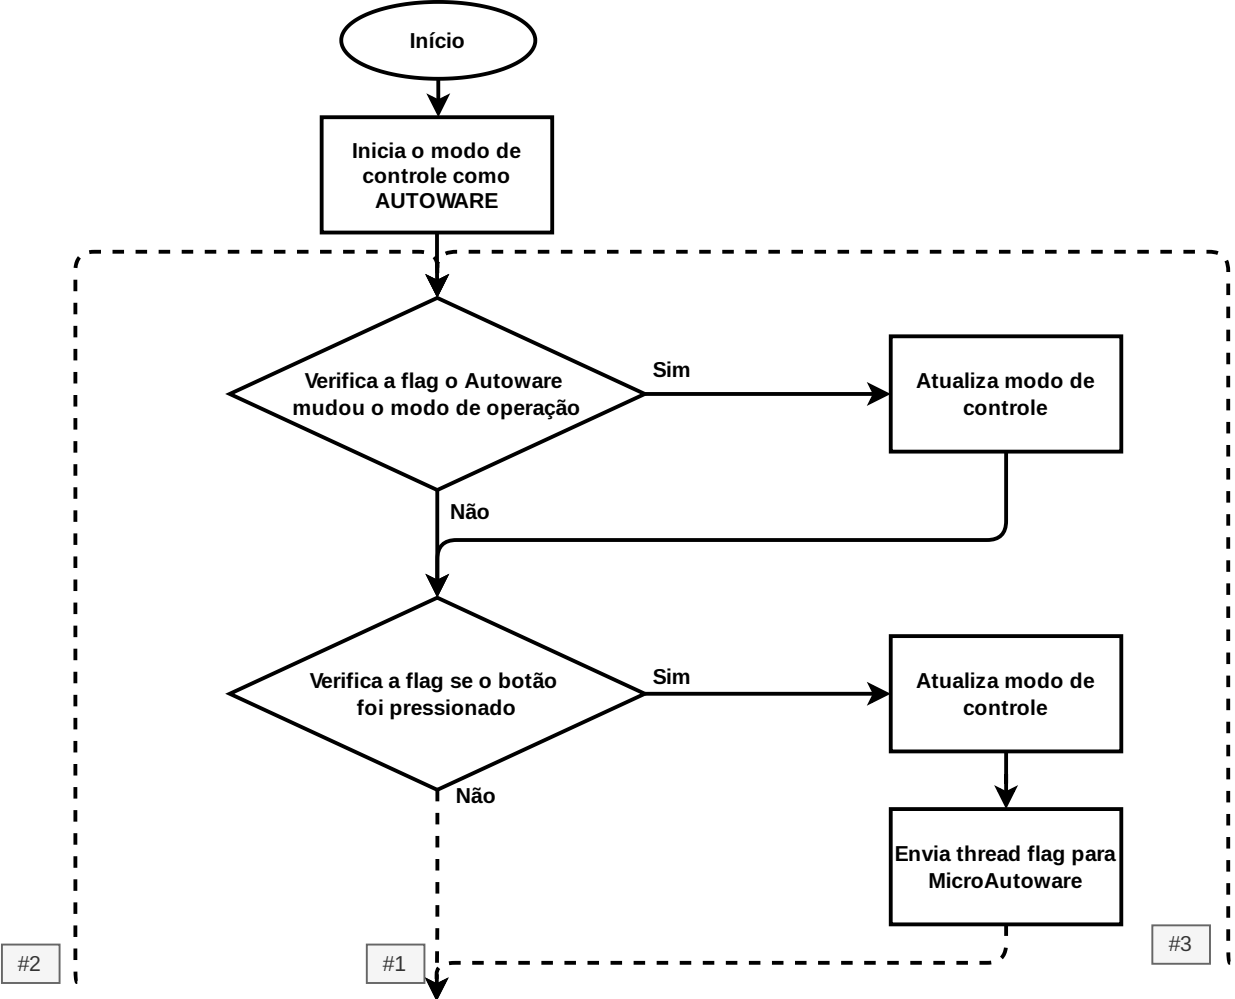 Início
Inicia o modo de
controle como
AUTOWARE
Verifica a flag o Autoware
mudou o modo de operação
Sim
Atualiza modo de
controle
Não
Verifica a flag se o botão
foi pressionado
Sim
Atualiza modo de
controle
Não
Envia thread flag para
MicroAutoware
#2
#1
#3